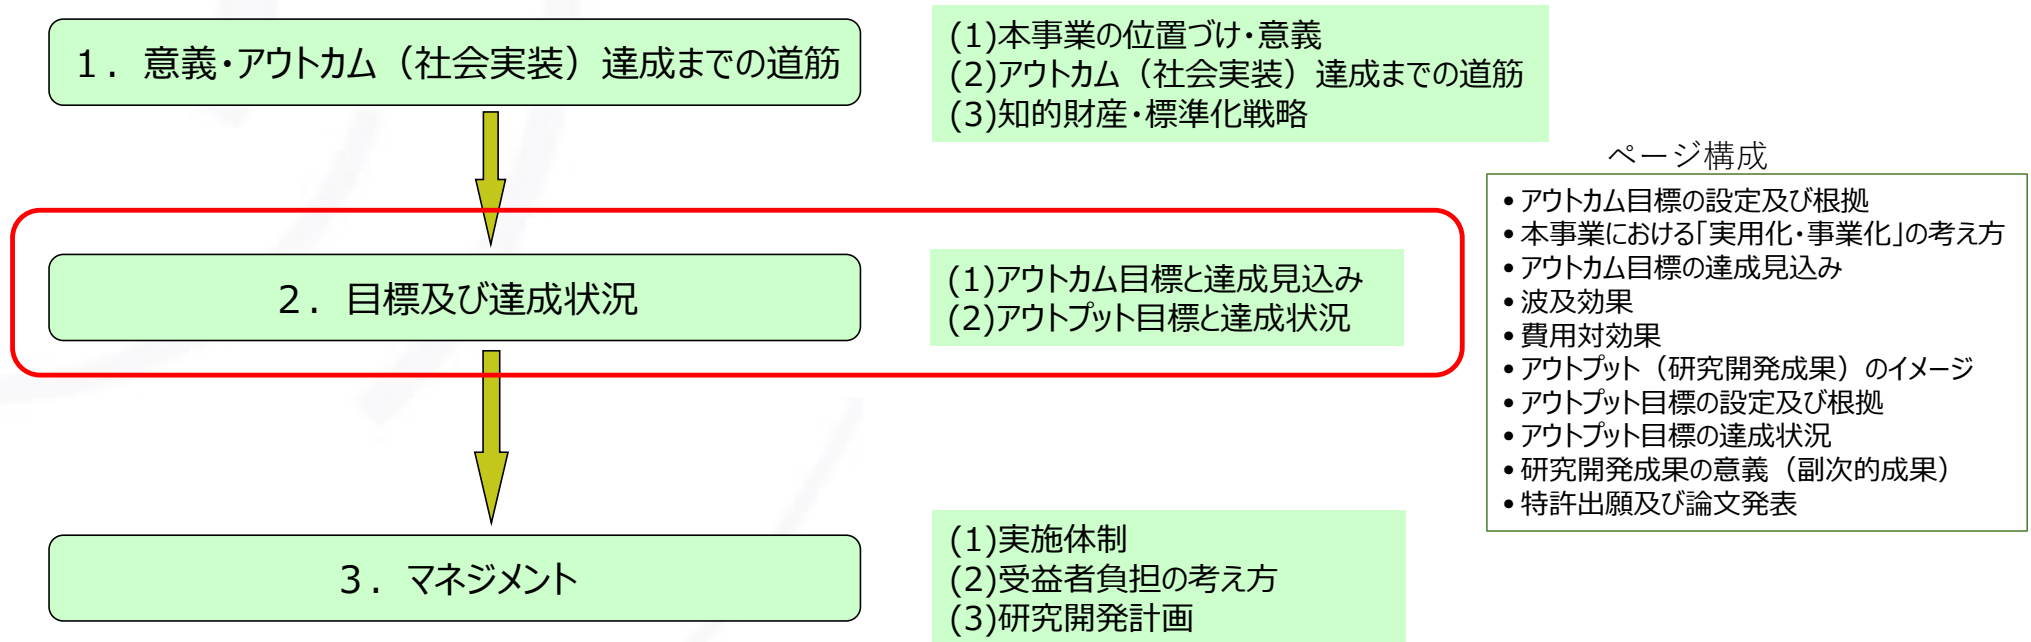 1. 意義・アウトカム（社会実装）達成までの道筋
(1)本事業の位置づけ・意義
(2)アウトカム（社会実装）達成までの道筋
(3)知的財産・標準化戦略
2. 目標及び達成状況
(1)アウトカム目標と達成見込み
(2)アウトプット目標と達成状況
3. マネジメント
(1)実施体制
(2)受益者負担の考え方
(3)研究開発計画
ページ構成
• アウトカム目標の設定及び根拠
• 本事業における「実用化・事業化」の考え方
• アウトカム目標の達成見込み
• 波及効果
• 費用対効果
• アウトプット（研究開発成果）のイメージ
• アウトプット目標の設定及び根拠
• アウトプット目標の達成状況
• 研究開発成果の意義（副次的成果）
• 特許出願及び論文発表